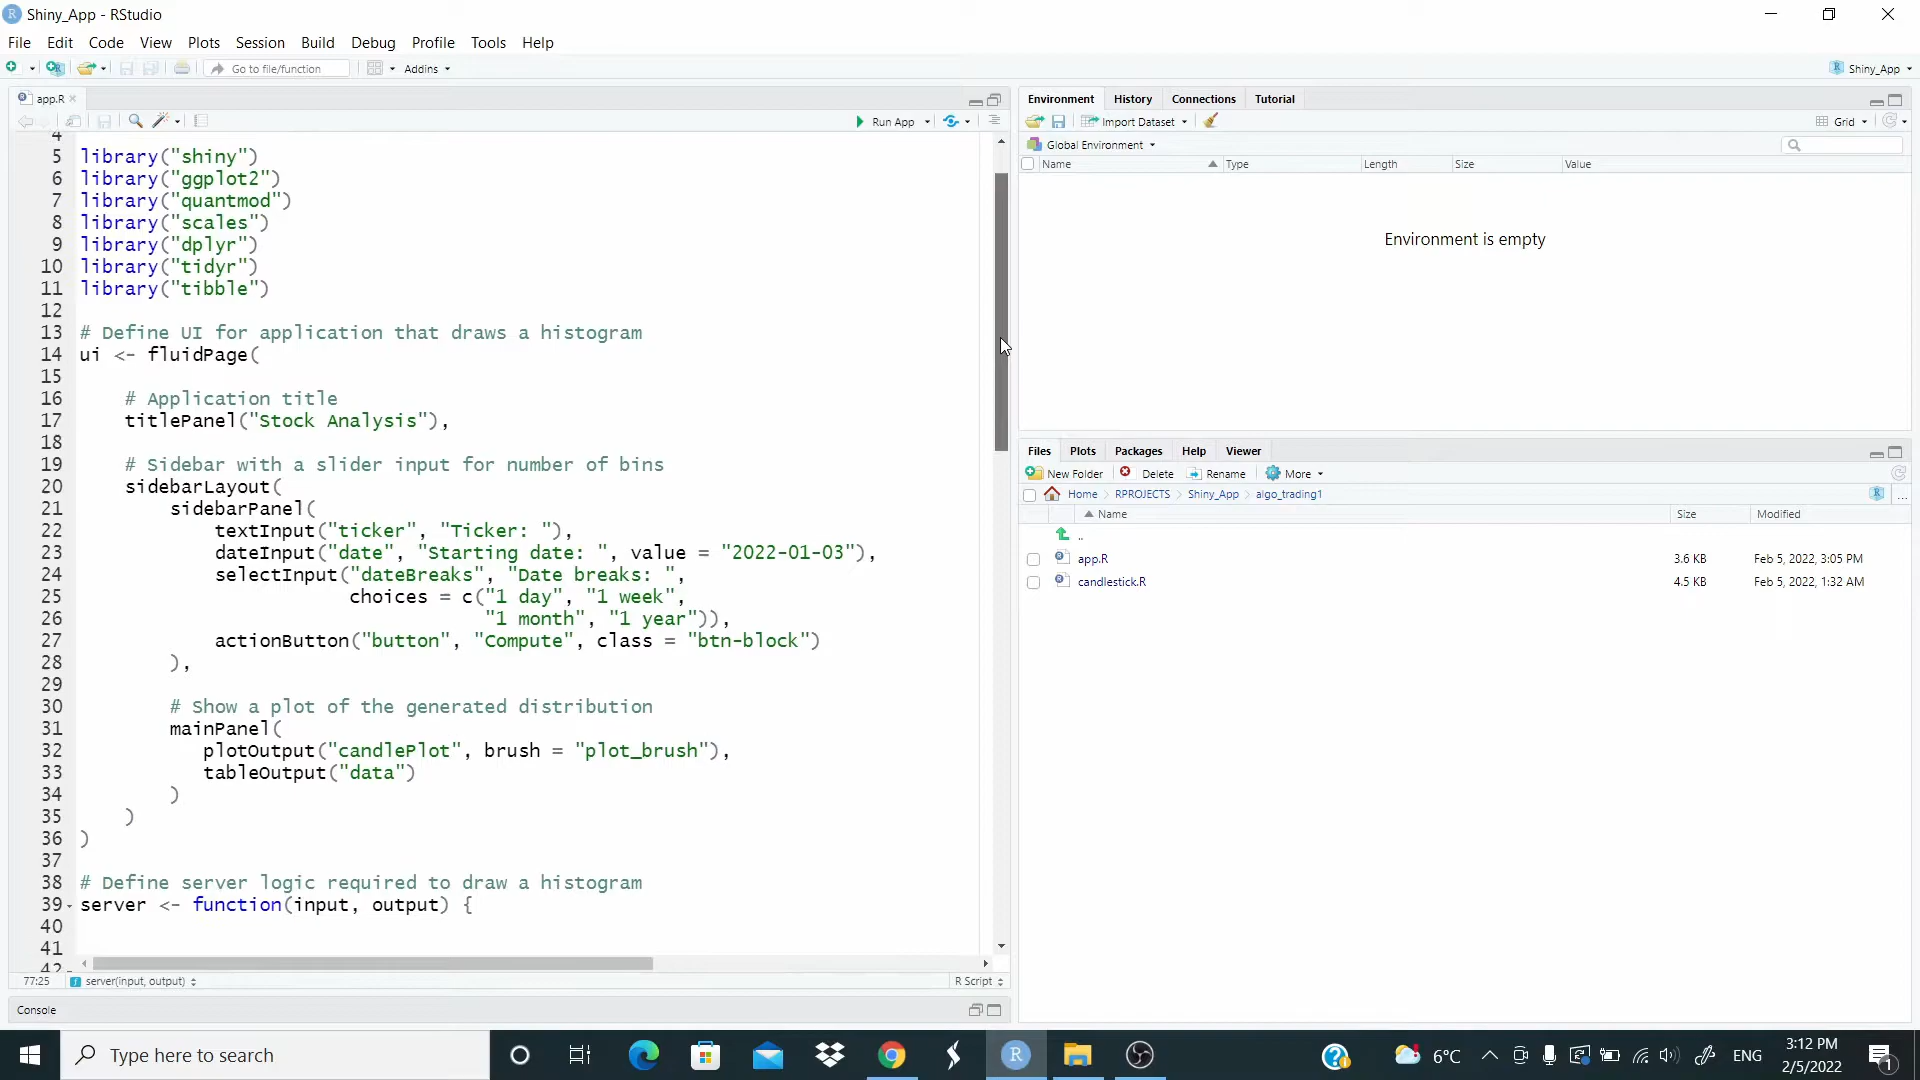 Shiny_App - RStudio
File Edit Code View Plots Session Build Debug Profile Tools Help
Go to file/function Addins Shiny_App
app.R
Run App
4
5 library("shiny")
6 library("ggplot2")
7 library("quantmod")
8 library("scales")
9 library("dplyr")
10 library("tidyr")
11 library("tibble")
12
13 # Define UI for application that draws a histogram
14 ui <- fluidPage(
15
16 # Application title
17 titlePanel("Stock Analysis"),
18
19 # Sidebar with a slider input for number of bins
20 sidebarLayout(
21 sidebarPanel(
22 textInput("ticker", "Ticker: "),
23 dateInput("date", "Starting date: ", value = "2022-01-03"),
24 selectInput("dateBreaks", "Date breaks: ",
25 choices = c("1 day", "1 week",
26 "1 month", "1 year")),
27 actionButton("button", "Compute", class = "btn-block")
28 ),
29
30 # Show a plot of the generated distribution
31 mainPanel(
32 plotOutput("candlePlot", brush = "plot_brush"),
33 tableOutput("data")
34 )
35 )
36 )
37
38 # Define server logic required to draw a histogram
39 server <- function(input, output) {
40
41
42
77:25 server(input, output) R Script
Console
Environment History Connections Tutorial
Import Dataset Grid
Global Environment
Name Type Length Size Value
Environment is empty
Files Plots Packages Help Viewer
New Folder Delete Rename More
Home RPROJECTS Shiny_App algo_trading1
Name Size Modified
..
app.R 3.6 KB Feb 5, 2022, 3:05 PM
candlestick.R 4.5 KB Feb 5, 2022, 1:32 AM
Type here to search
6°C ENG
3:12 PM
2/5/2022
1